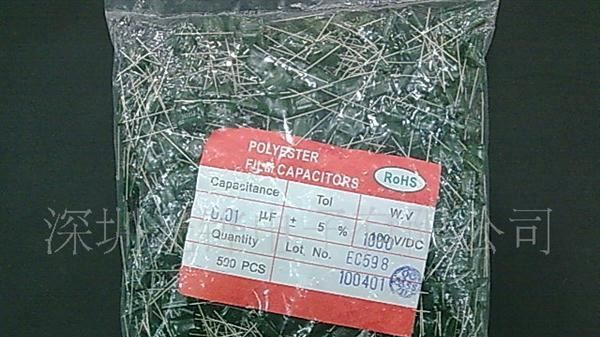 POLYESTER
FILM CAPACITORS
RoHS
Capacitance Tol W.V
0.01 μF ± 5 % V/DC
Quantity Lot No. EC598
500 PCS 100401
深圳 公司